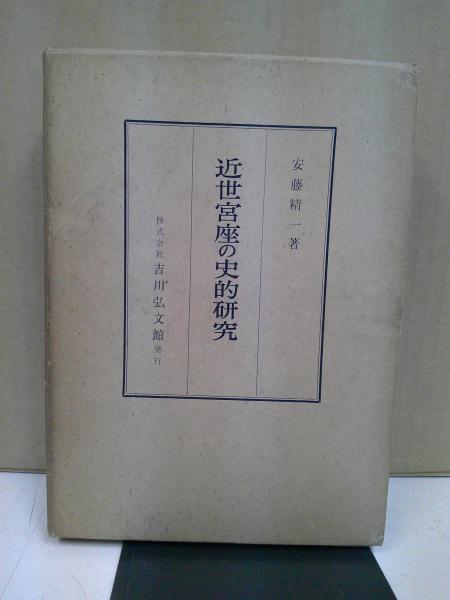 安藤精一著
近世宮座の史的研究
株式会社 吉川弘文館 発行